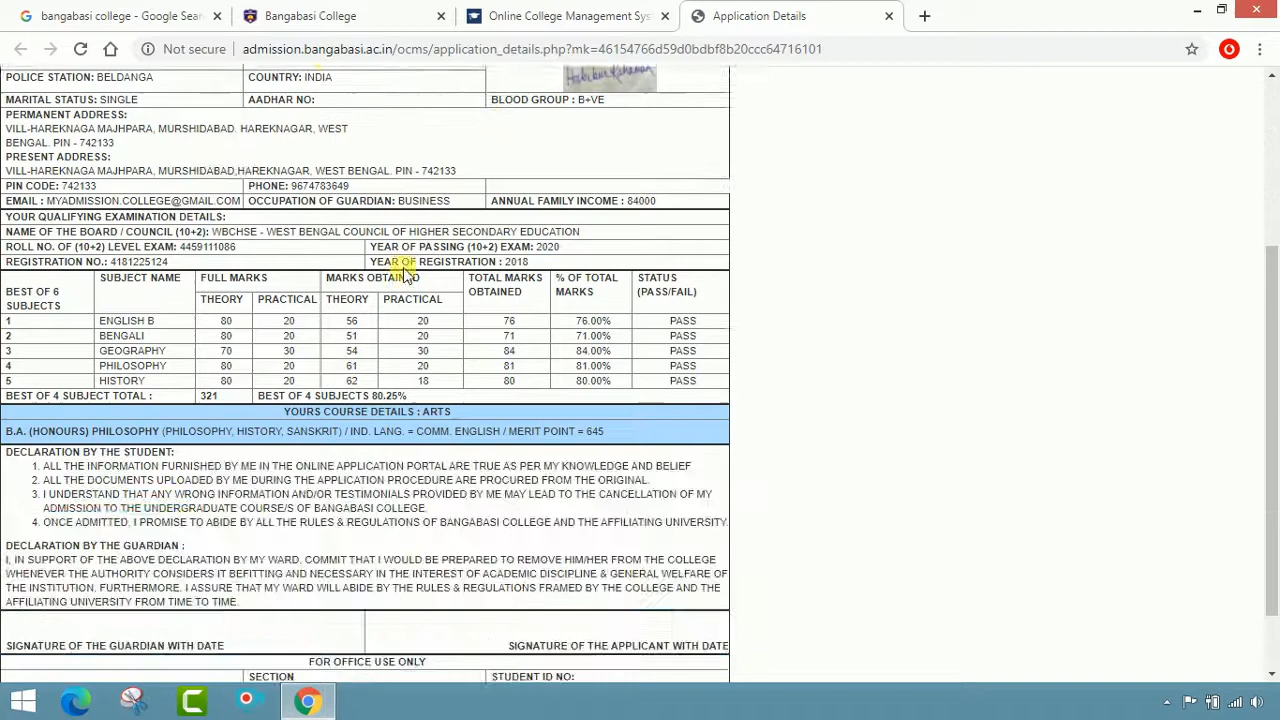 bangabasi college - Google Sear
Bangabasi College
Online College Management Sys
Application Details
Not secure
admission.bangabasi.ac.in/ocms/application_details.php?mk=46154766d59d0bdbf8b20ccc64716101
POLICE STATION: BELDANGA COUNTRY: INDIA
MARITAL STATUS: SINGLE AADHAR NO: BLOOD GROUP : B+VE
PERMANENT ADDRESS:
VILL-HAREKNAGA MAJHPARA, MURSHIDABAD. HAREKNAGAR, WEST
BENGAL. PIN - 742133
PRESENT ADDRESS:
VILL-HAREKNAGA MAJHPARA, MURSHIDABAD,HAREKNAGAR, WEST BENGAL. PIN - 742133
PIN CODE: 742133 PHONE: 9674783649
EMAIL : MYADMISSION.COLLEGE@GMAIL.COM OCCUPATION OF GUARDIAN: BUSINESS ANNUAL FAMILY INCOME : 84000
YOUR QUALIFYING EXAMINATION DETAILS:
NAME OF THE BOARD / COUNCIL (10+2): WBCHSE - WEST BENGAL COUNCIL OF HIGHER SECONDARY EDUCATION
ROLL NO. OF (10+2) LEVEL EXAM: 4459111086 YEAR OF PASSING (10+2) EXAM: 2020
REGISTRATION NO.: 4181225124 YEAR OF REGISTRATION : 2018
BEST OF 6 SUBJECTS SUBJECT NAME FULL MARKS MARKS OBTAINED TOTAL MARKS OBTAINED % OF TOTAL MARKS STATUS (PASS/FAIL)
THEORY PRACTICAL THEORY PRACTICAL
1 ENGLISH B 80 20 56 20 76 76.00% PASS
2 BENGALI 80 20 51 20 71 71.00% PASS
3 GEOGRAPHY 70 30 54 30 84 84.00% PASS
4 PHILOSOPHY 80 20 61 20 81 81.00% PASS
5 HISTORY 80 20 62 18 80 80.00% PASS
BEST OF 4 SUBJECT TOTAL : 321 BEST OF 4 SUBJECTS 80.25%
YOURS COURSE DETAILS : ARTS
B.A. (HONOURS) PHILOSOPHY (PHILOSOPHY, HISTORY, SANSKRIT) / IND. LANG. = COMM. ENGLISH / MERIT POINT = 645
DECLARATION BY THE STUDENT:
1. ALL THE INFORMATION FURNISHED BY ME IN THE ONLINE APPLICATION PORTAL ARE TRUE AS PER MY KNOWLEDGE AND BELIEF
2. ALL THE DOCUMENTS UPLOADED BY ME DURING THE APPLICATION PROCEDURE ARE PROCURED FROM THE ORIGINAL.
3. I UNDERSTAND THAT ANY WRONG INFORMATION AND/OR TESTIMONIALS PROVIDED BY ME MAY LEAD TO THE CANCELLATION OF MY
ADMISSION TO THE UNDERGRADUATE COURSE/S OF BANGABASI COLLEGE.
4. ONCE ADMITTED, I PROMISE TO ABIDE BY ALL THE RULES & REGULATIONS OF BANGABASI COLLEGE AND THE AFFILIATING UNIVERSITY.
DECLARATION BY THE GUARDIAN :
I, IN SUPPORT OF THE ABOVE DECLARATION BY MY WARD. COMMIT THAT I WOULD BE PREPARED TO REMOVE HIM/HER FROM THE COLLEGE
WHENEVER THE AUTHORITY CONSIDERS IT BEFITTING AND NECESSARY IN THE INTEREST OF ACADEMIC DISCIPLINE & GENERAL WELFARE OF
THE INSTITUTION. FURTHERMORE. I ASSURE THAT MY WARD WILL ABIDE BY THE RULES & REGULATIONS FRAMED BY THE COLLEGE AND THE
AFFILIATING UNIVERSITY FROM TIME TO TIME.
SIGNATURE OF THE GUARDIAN WITH DATE SIGNATURE OF THE APPLICANT WITH DATE
FOR OFFICE USE ONLY
SECTION STUDENT ID NO: